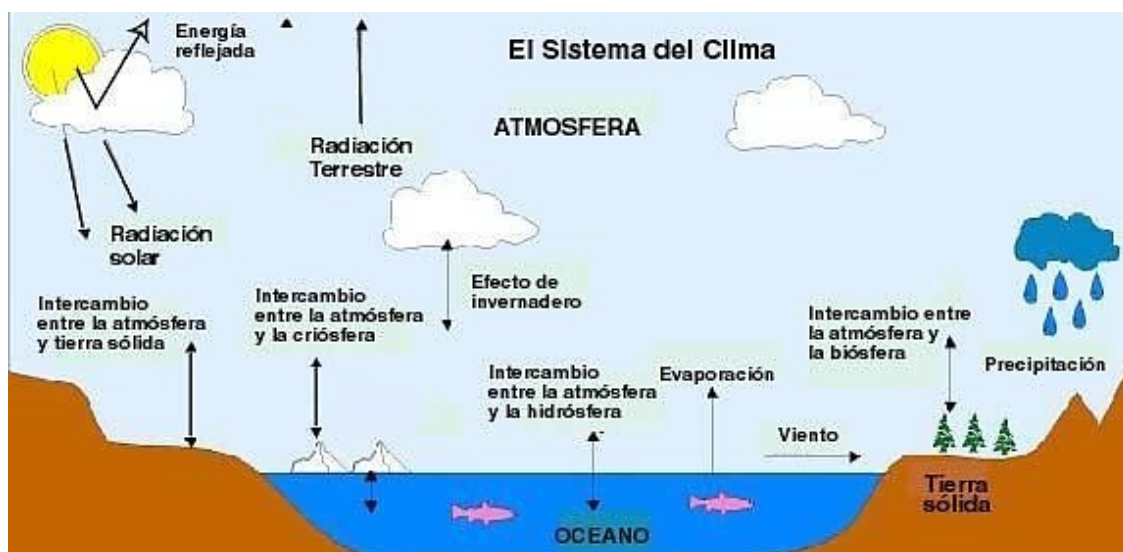 Energía
reflejada
El Sistema del Clima
ATMOSFERA
Radiación
Terrestre
Radiación
solar
Efecto de
invernadero
Intercambio
entre la atmósfera
y tierra sólida
Intercambio
entre la atmósfera
y la criósfera
Intercambio entre
la atmósfera y
la biósfera
Precipitación
Intercambio
entre la atmósfera
y la hidrósfera
Evaporación
Viento
Tierra
sólida
OCEANO